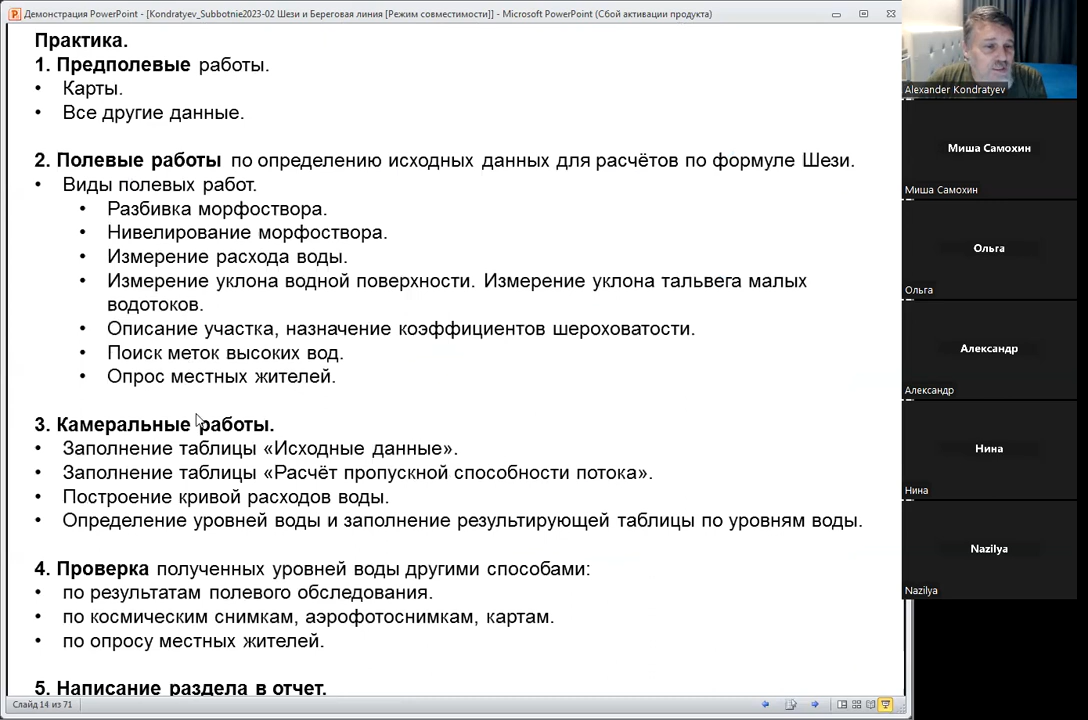 Демонстрация PowerPoint - [Kondratyev_Subbotnie2023-02 Шези и Береговая линия [Режим совместимости]] - Microsoft PowerPoint (Сбой активации продукта)
Практика.
1. Предполевые работы.
• Карты.
• Все другие данные.
2. Полевые работы по определению исходных данных для расчётов по формуле Шези.
• Виды полевых работ.
• Разбивка морфоствора.
• Нивелирование морфоствора.
• Измерение расхода воды.
• Измерение уклона водной поверхности. Измерение уклона тальвега малых
водотоков.
• Описание участка, назначение коэффициентов шероховатости.
• Поиск меток высоких вод.
• Опрос местных жителей.
3. Камеральные работы.
• Заполнение таблицы «Исходные данные».
• Заполнение таблицы «Расчёт пропускной способности потока».
• Построение кривой расходов воды.
• Определение уровней воды и заполнение результирующей таблицы по уровням воды.
4. Проверка полученных уровней воды другими способами:
• по результатам полевого обследования.
• по космическим снимкам, аэрофотоснимкам, картам.
• по опросу местных жителей.
5. Написание раздела в отчет.
Слайд 14 из 71
Alexander Kondratyev
Миша Самохин
Миша Самохин
Ольга
Ольга
Александр
Александр
Нина
Нина
Nazilya
Nazilya